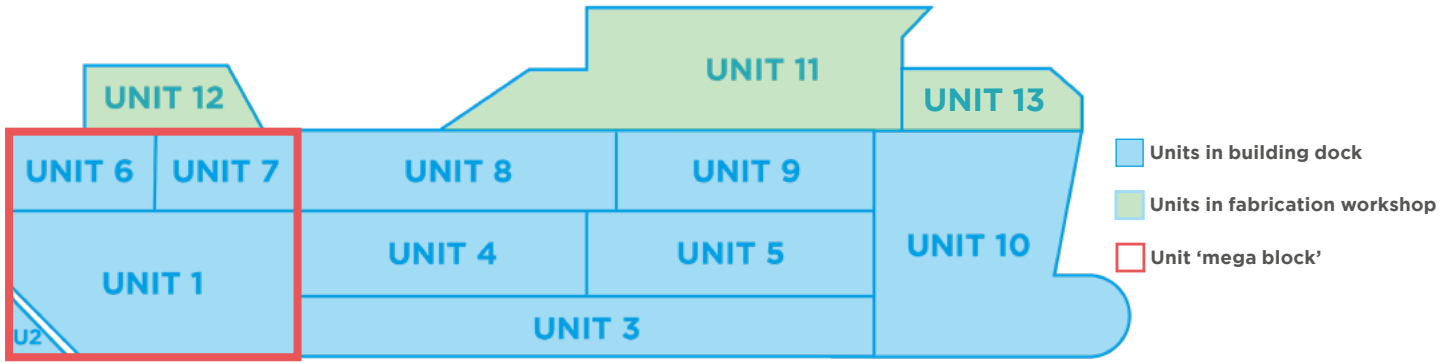 UNIT 11
UNIT 12
UNIT 13
UNIT 6
UNIT 7
UNIT 8
UNIT 9
UNIT 4
UNIT 5
UNIT 10
UNIT 1
UNIT 3
U2
Units in building dock
Units in fabrication workshop
Unit ‘mega block’